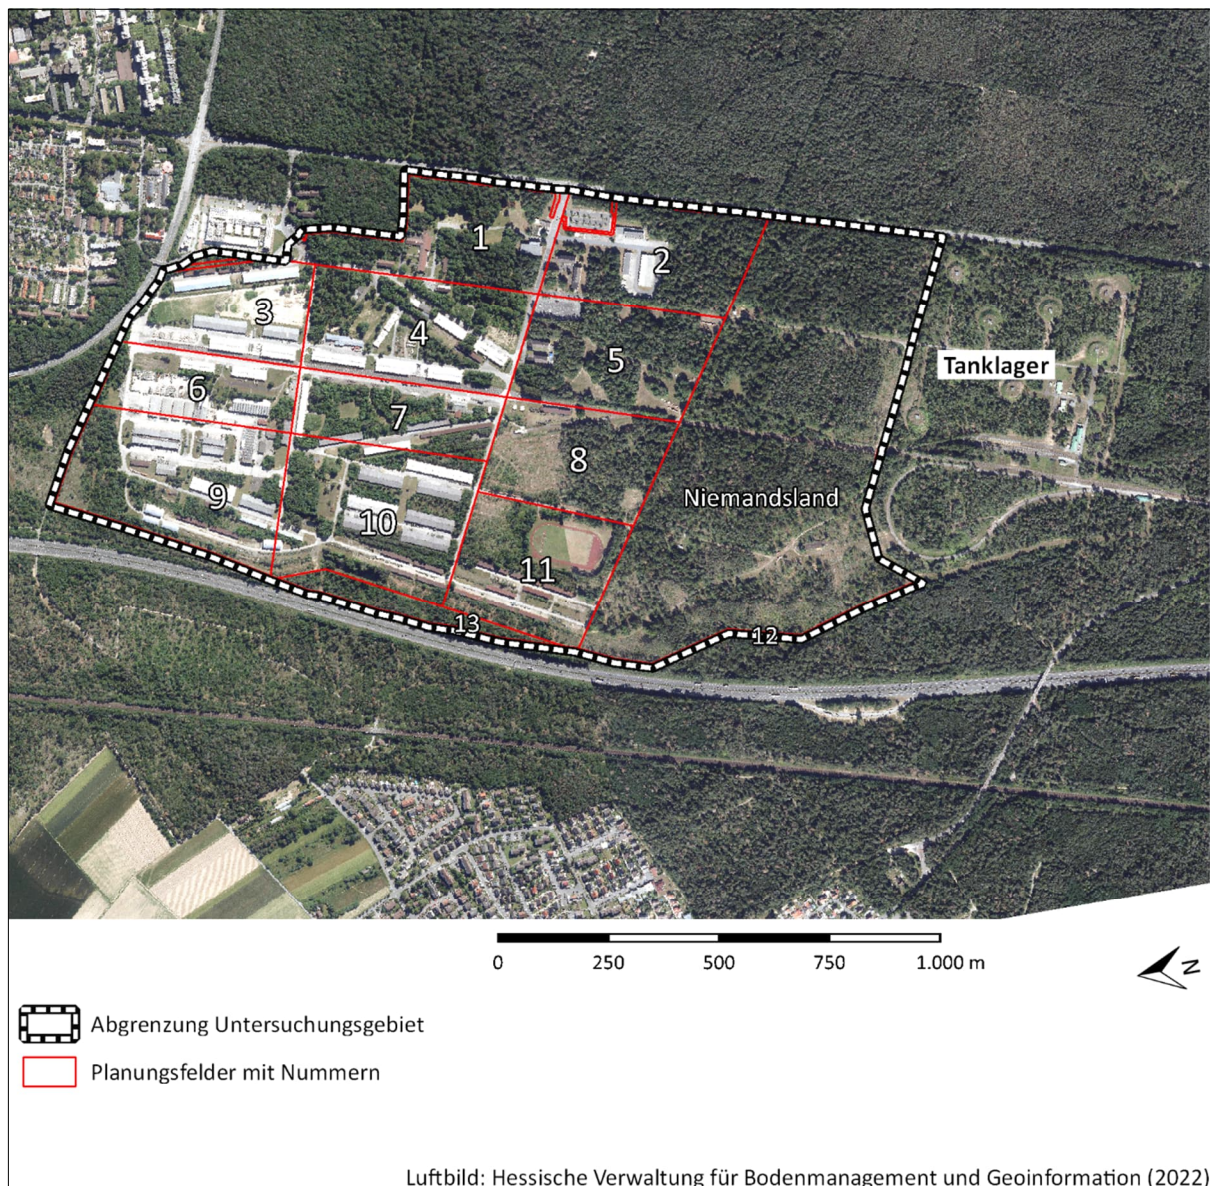 1
2
3
4
5
Tanklager
6
7
8
Niemandsland
9
10
11
13
12
0 250 500 750 1.000 m
N
Abgrenzung Untersuchungsgebiet
Planungsfelder mit Nummern
Luftbild: Hessische Verwaltung für Bodenmanagement und Geoinformation (2022)